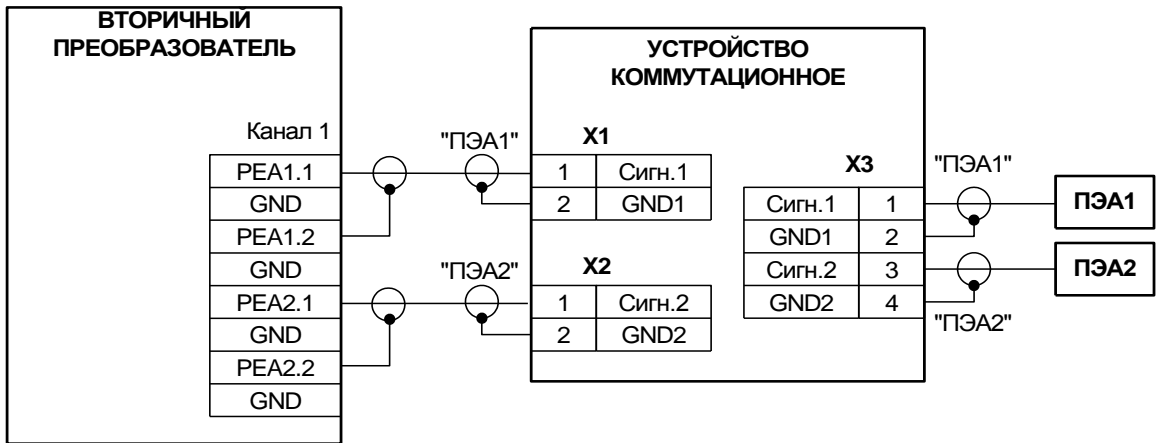 ВТОРИЧНЫЙ
ПРЕОБРАЗОВАТЕЛЬ
Канал 1
PEA1.1
GND
PEA1.2
GND
PEA2.1
GND
PEA2.2
GND
"ПЭА1"
"ПЭА2"
УСТРОЙСТВО
КОММУТАЦИОННОЕ
X1
1 Сигн.1
2 GND1
X2
1 Сигн.2
2 GND2
X3
Сигн.1 1
GND1 2
Сигн.2 3
GND2 4
"ПЭА1"
"ПЭА2"
ПЭА1
ПЭА2